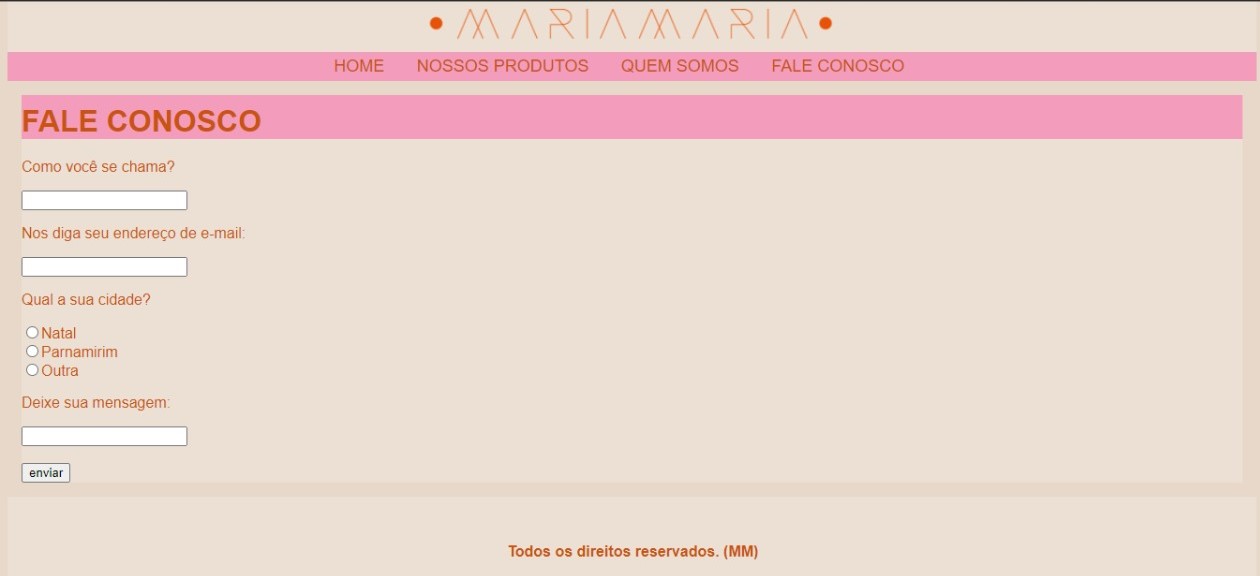 MARIAMARIA
HOME NOSSOS PRODUTOS QUEM SOMOS FALE CONOSCO
FALE CONOSCO
Como você se chama?
Nos diga seu endereço de e-mail:
Qual a sua cidade?
Natal
Parnamirim
Outra
Deixe sua mensagem:
enviar
Todos os direitos reservados. (MM)